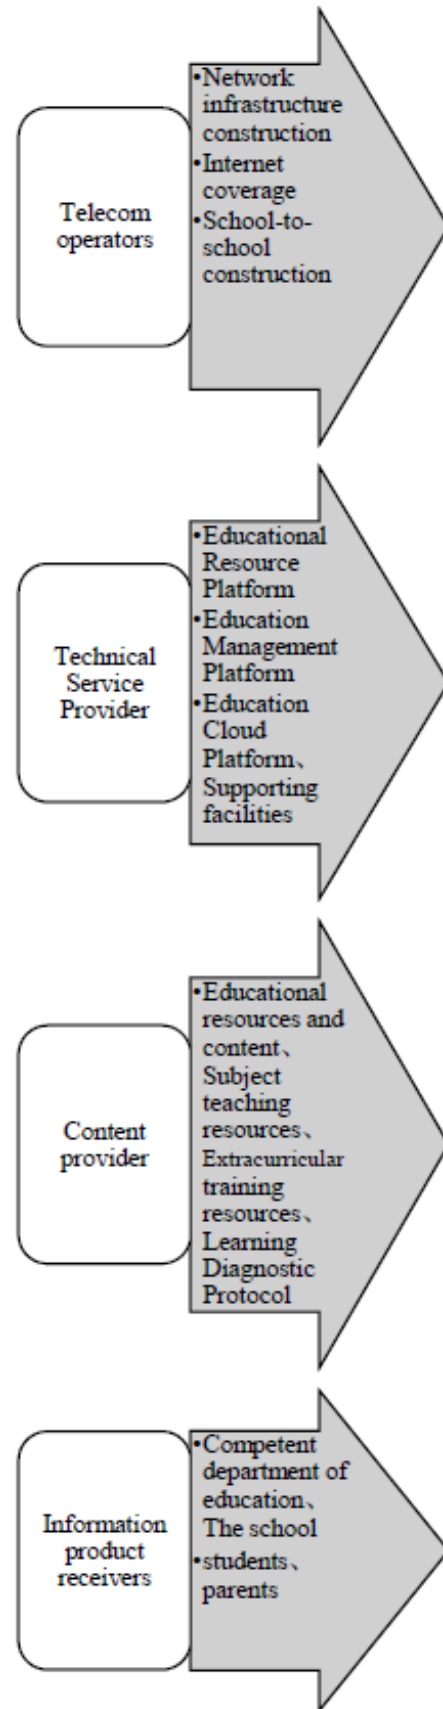 Telecom
operators
•Network
infrastructure
construction
•Internet
coverage
•School-to-
school
construction
Technical
Service
Provider
•Educational
Resource
Platform
•Education
Management
Platform
•Education
Cloud
Platform、
Supporting
facilities
Content
provider
•Educational
resources and
content、
Subject
teaching
resources、
Extracurricular
training
resources、
Learning
Diagnostic
Protocol
Information
product
receivers
•Competent
department of
education、
The school
•students、
parents